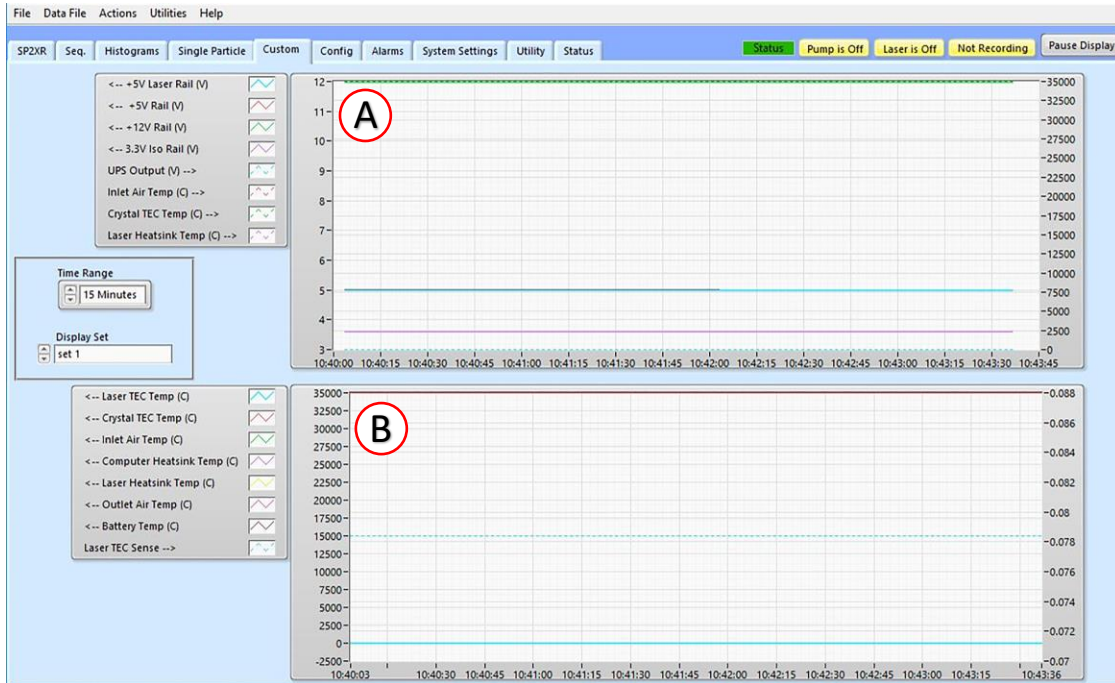 File Data File Actions Utilities Help
SP2XR Seq. Histograms Single Particle Custom Config Alarms System Settings Utility Status Status Pump is Off Laser is Off Not Recording Pause Display
<-- +5V Laser Rail (V)
<-- +5V Rail (V)
<-- +12V Rail (V)
<-- 3.3V Iso Rail (V)
UPS Output (V) -->
Inlet Air Temp (C) -->
Crystal TEC Temp (C) -->
Laser Heatsink Temp (C) -->
Time Range
15 Minutes
Display Set
set 1
A
12
11
10
9
8
7
6
5
4
3
35000
32500
30000
27500
25000
22500
20000
17500
15000
12500
10000
7500
5000
2500
0
10:40:00 10:40:15 10:40:30 10:40:45 10:41:00 10:41:15 10:41:30 10:41:45 10:42:00 10:42:15 10:42:30 10:42:45 10:43:00 10:43:15 10:43:30 10:43:45
<-- Laser TEC Temp (C)
<-- Crystal TEC Temp (C)
<-- Inlet Air Temp (C)
<-- Computer Heatsink Temp (C)
<-- Laser Heatsink Temp (C)
<-- Outlet Air Temp (C)
<-- Battery Temp (C)
Laser TEC Sense -->
B
35000
32500
30000
27500
25000
22500
20000
17500
15000
12500
10000
7500
5000
2500
0
-2500
0.088
0.086
0.084
0.082
0.08
0.078
0.076
0.074
0.072
0.07
10:40:03 10:40:30 10:40:45 10:41:00 10:41:15 10:41:30 10:41:45 10:42:00 10:42:15 10:42:30 10:42:45 10:43:00 10:43:15 10:43:36